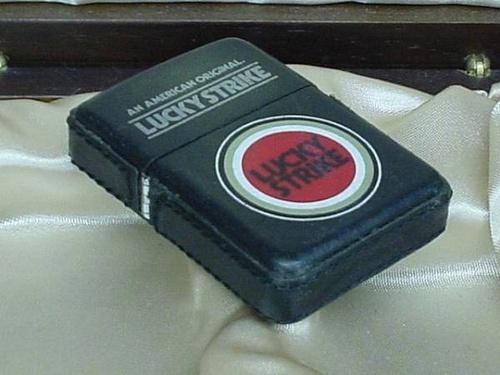 AN AMERICAN ORIGINAL.
LUCKY STRIKE
LUCKY
STRIKE